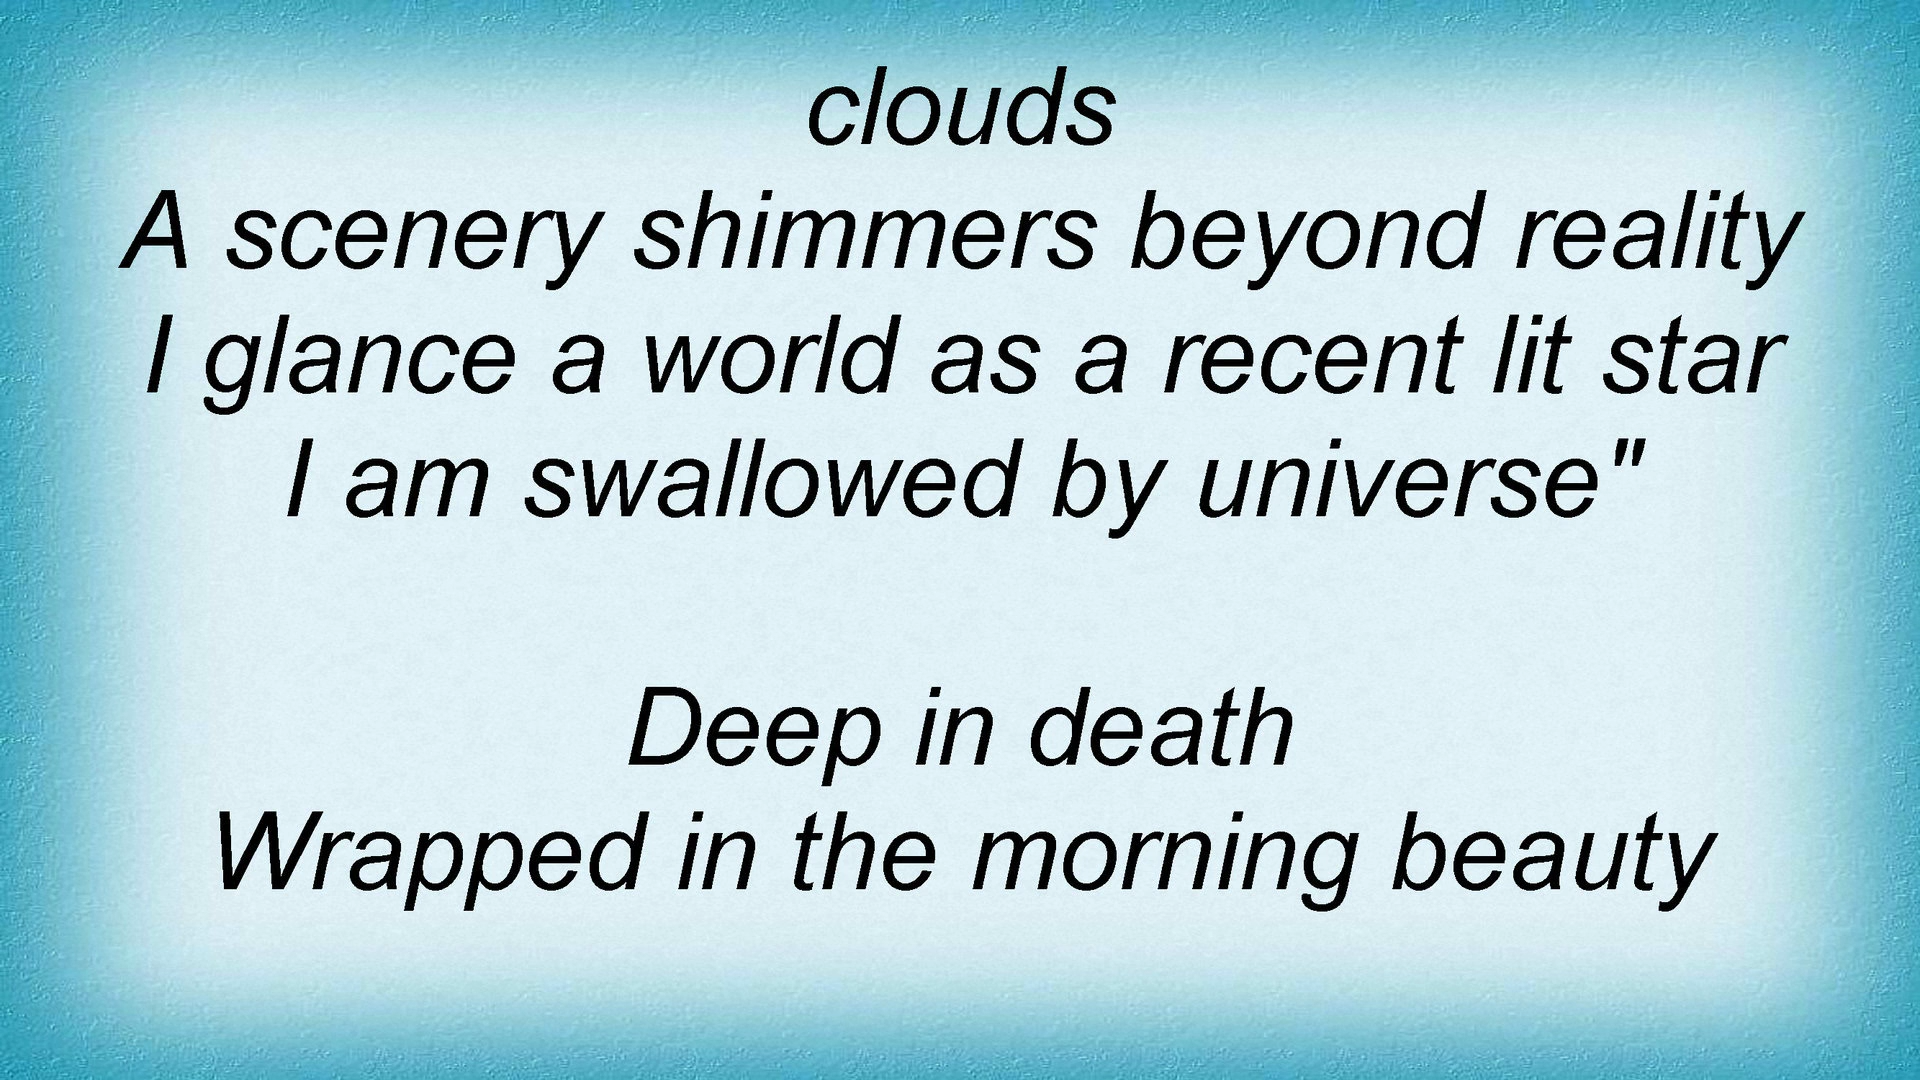 clouds
A scenery shimmers beyond reality
I glance a world as a recent lit star
I am swallowed by universe"
Deep in death
Wrapped in the morning beauty